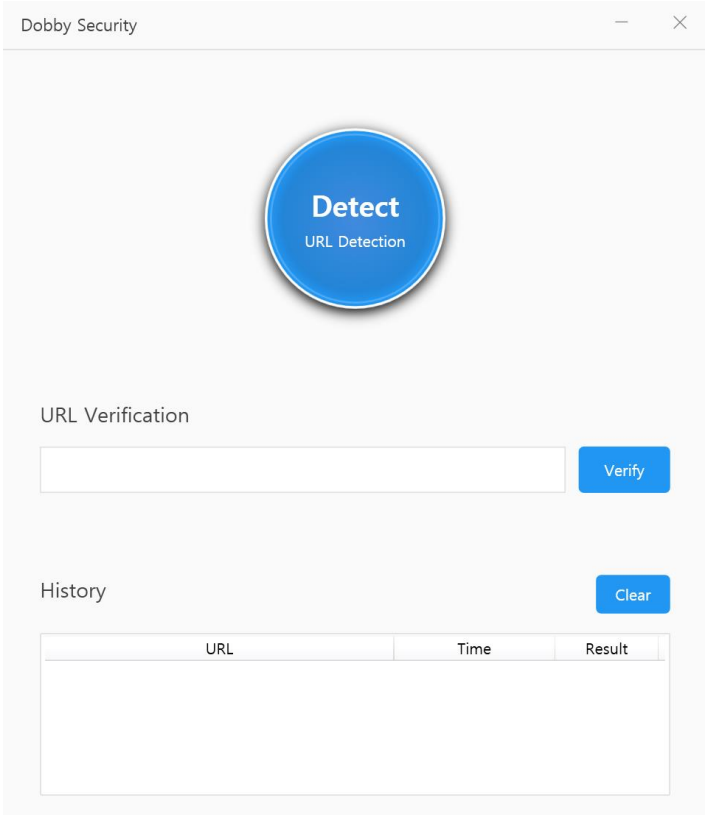 Dobby Security
Detect
URL Detection
URL Verification
Verify
History
Clear
URL Time Result